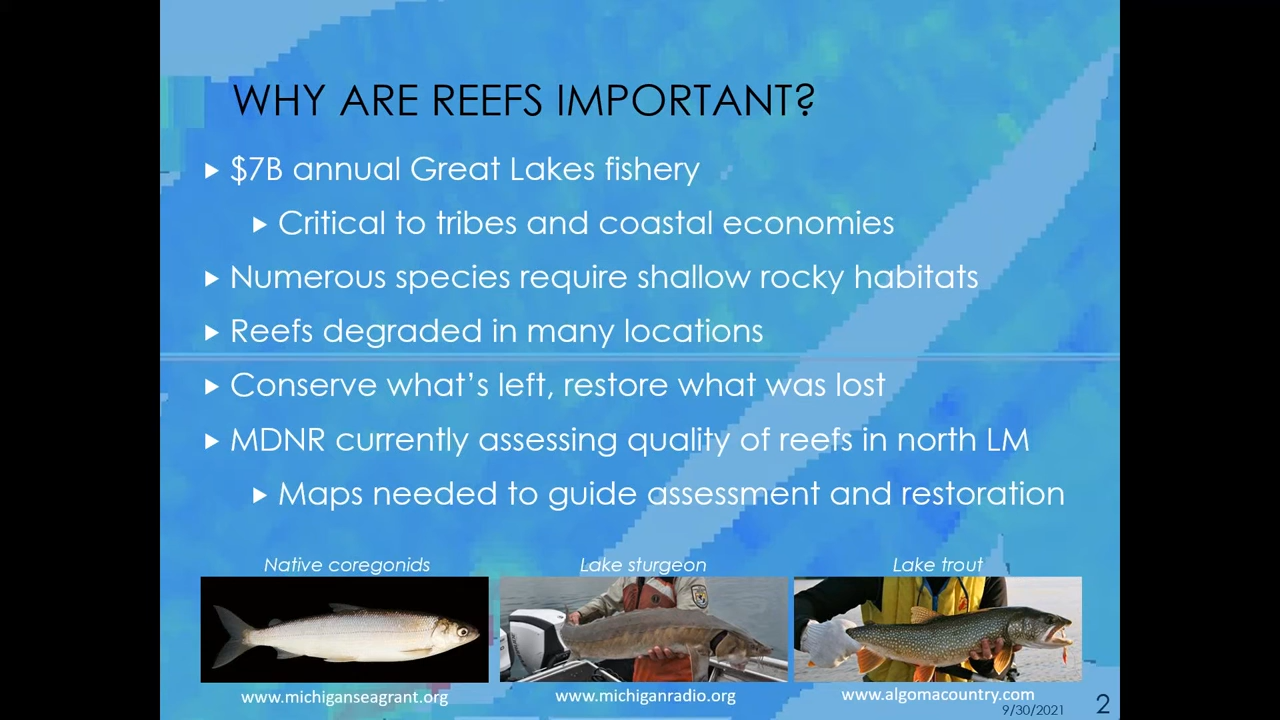 WHY ARE REEFS IMPORTANT?
$7B annual Great Lakes fishery
Critical to tribes and coastal economies
Numerous species require shallow rocky habitats
Reefs degraded in many locations
Conserve what's left, restore what was lost
MDNR currently assessing quality of reefs in north LM
Maps needed to guide assessment and restoration
Native coregonids
Lake sturgeon
Lake trout
www.michiganseagrant.org
www.michiganradio.org
www.algomacountry.com
9/30/2021
2